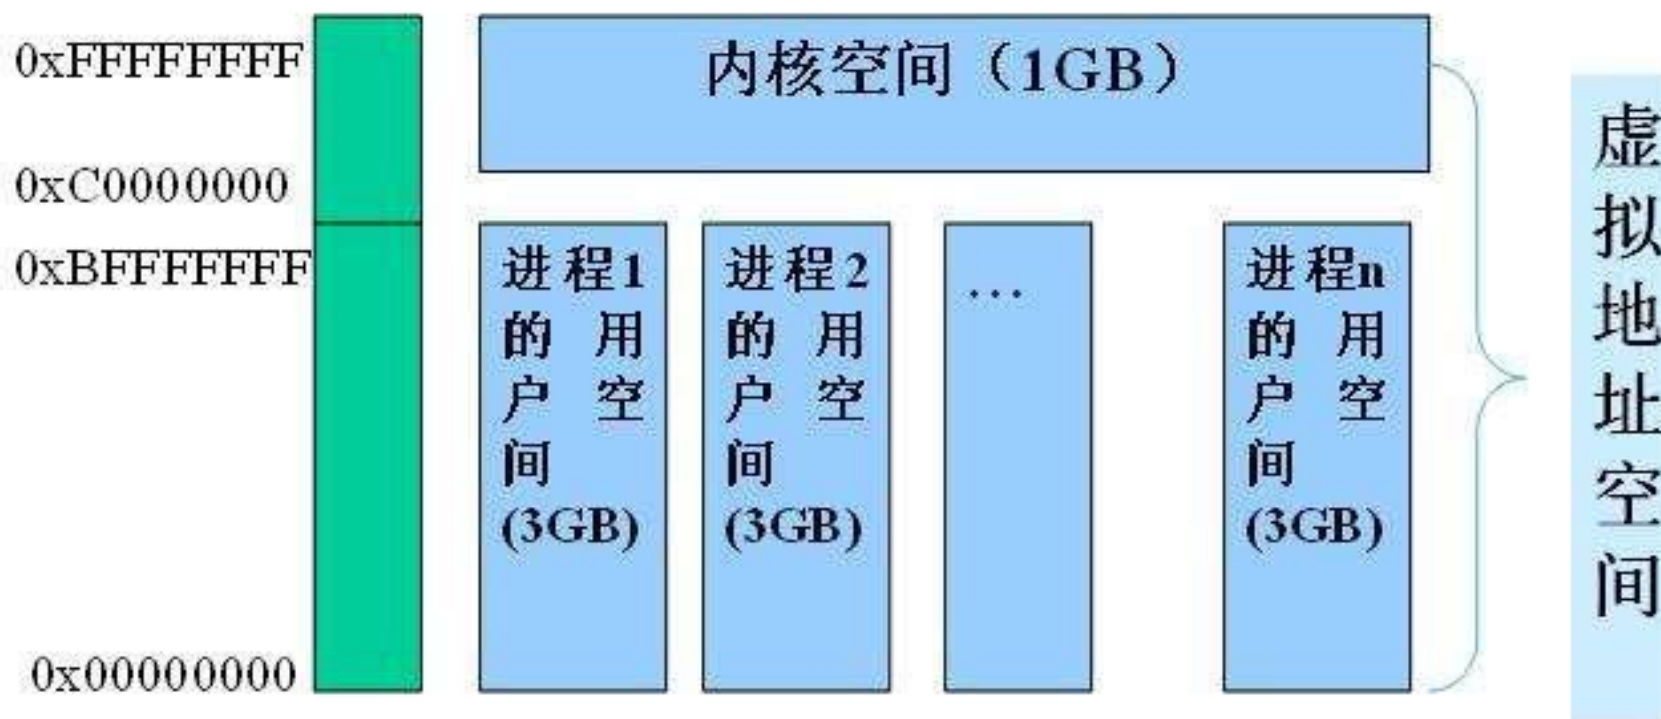 0xFFFFFFFF
0xC0000000
0xBFFFFFFF
0x00000000
内核空间（1GB）
进程1
的用
户空
间
(3GB)
进程2
的用
户空
间
(3GB)
...
进程n
的用
户空
间
(3GB)
虚
拟
地
址
空
间